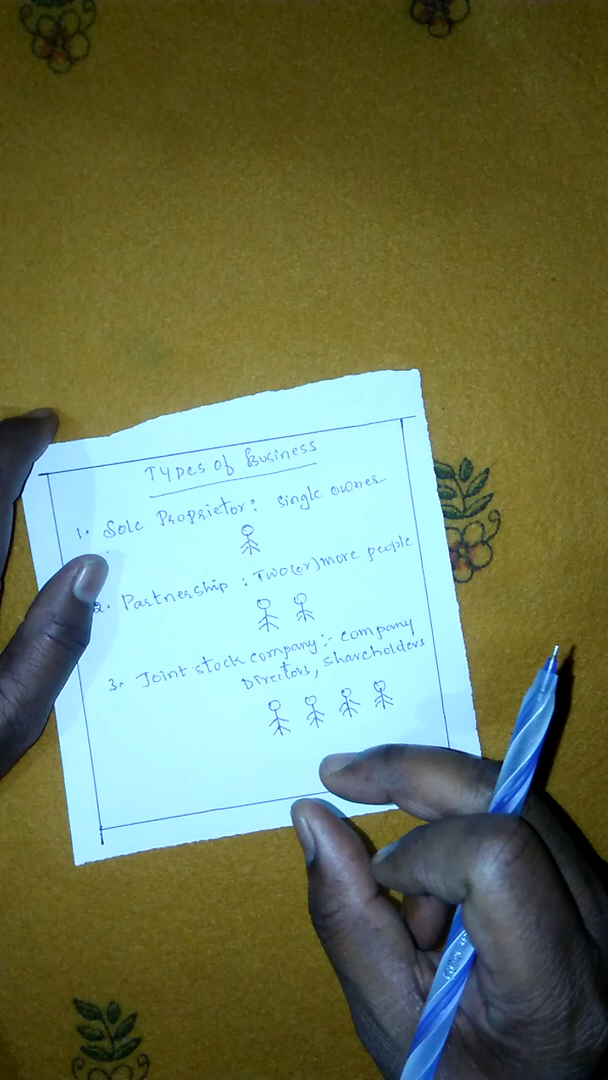 Types of Business
1. Sole Proprietor: single owner
2. Partnership : Two(or)more people
3. Joint stock company:- company
Directors, shareholders